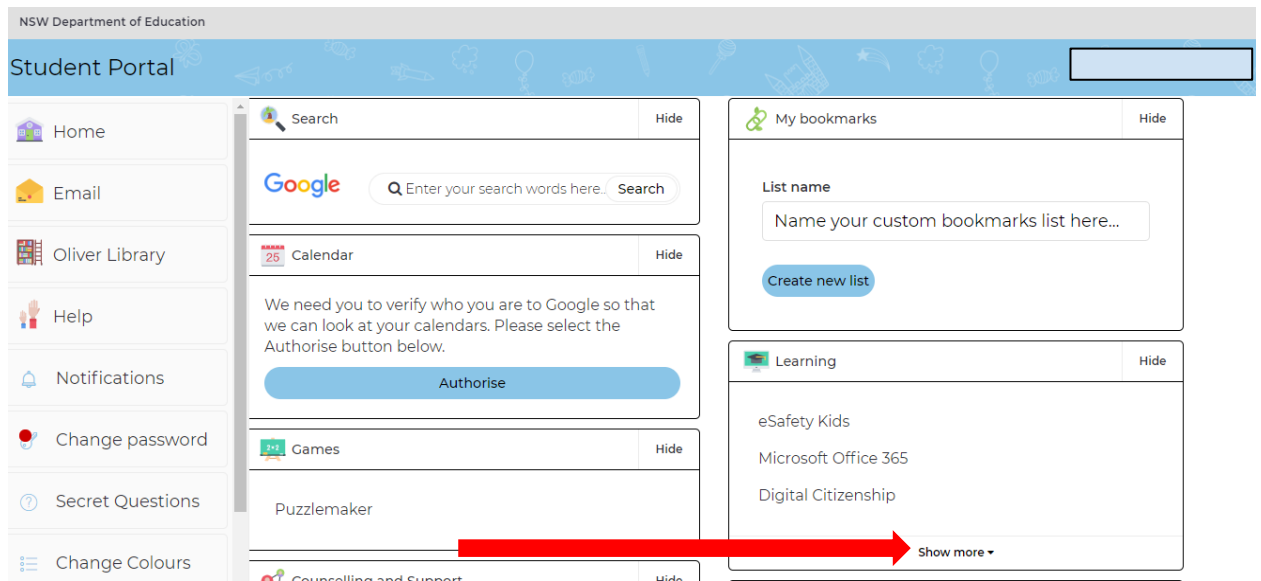 NSW Department of Education
Student Portal
Home
Email
Oliver Library
Help
Notifications
Change password
Secret Questions
Change Colours
Search
Hide
Google
Enter your search words here..
Search
25
Calendar
Hide
We need you to verify who you are to Google so that
we can look at your calendars. Please select the
Authorise button below.
Authorise
2×2
Games
Hide
Puzzlemaker
Counselling and Support
Hide
My bookmarks
Hide
List name
Name your custom bookmarks list here...
Create new list
Learning
Hide
eSafety Kids
Microsoft Office 365
Digital Citizenship
Show more